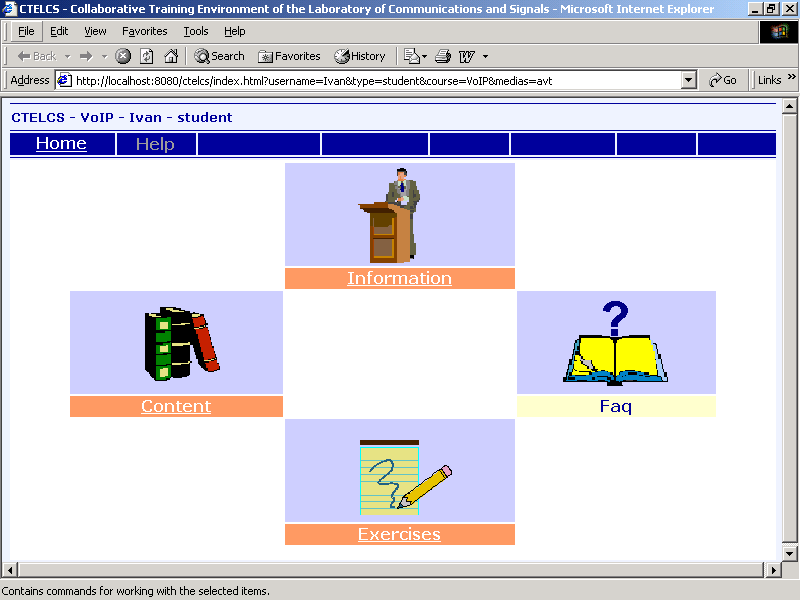 CTELCS - Collaborative Training Environment of the Laboratory of Communications and Signals - Microsoft Internet Explorer
File Edit View Favorites Tools Help
Back Search Favorites History
Address http://localhost:8080/ctelcs/index.html?username=Ivan&type=student&course=VoIP&medias=avt Go Links »
CTELCS - VoIP - Ivan - student
Home Help
Information
?
Content Faq
Exercises
Contains commands for working with the selected items.